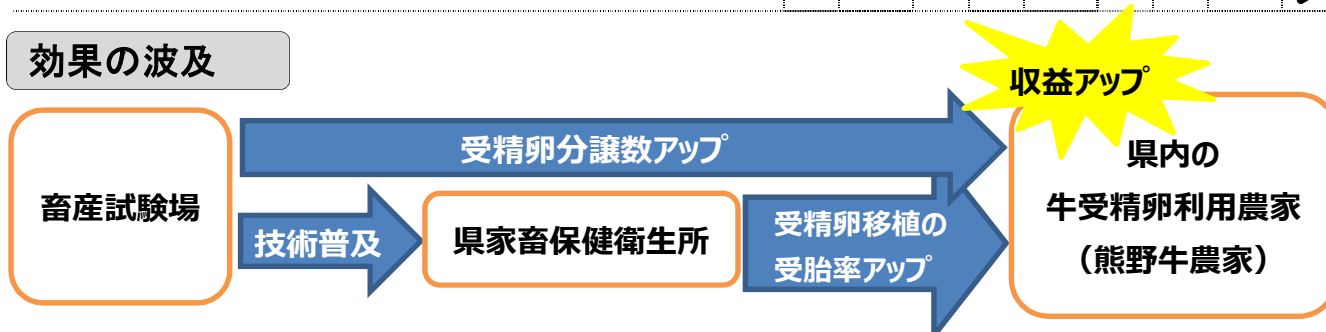 効果の波及
収益アップ
受精卵分譲数アップ
畜産試験場
技術普及
県家畜保健衛生所
受精卵移植の
受胎率アップ
県内の
牛受精卵利用農家
（熊野牛農家）